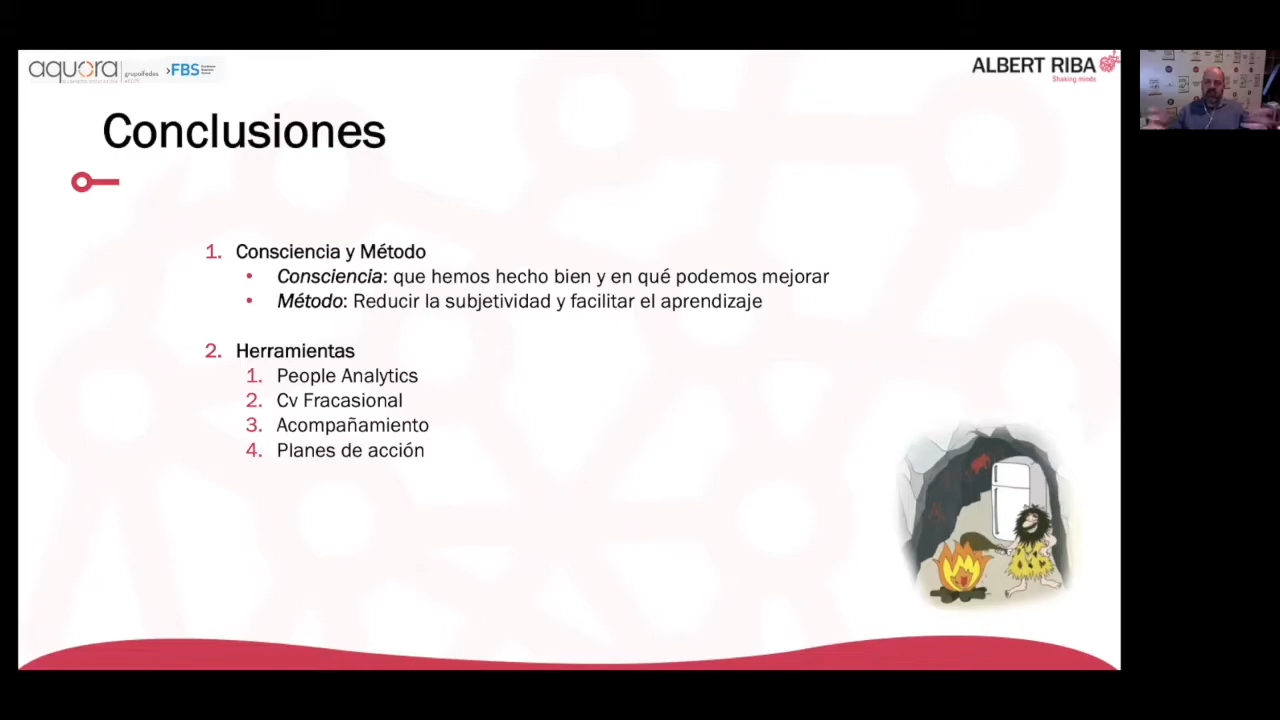 aquora
grupoifedes
FBS
ALBERT RIBA
Shaking minds
Conclusiones
1. Consciencia y Método
• Consciencia: que hemos hecho bien y en qué podemos mejorar
• Método: Reducir la subjetividad y facilitar el aprendizaje
2. Herramientas
1. People Analytics
2. Cv Fracasional
3. Acompañamiento
4. Planes de acción